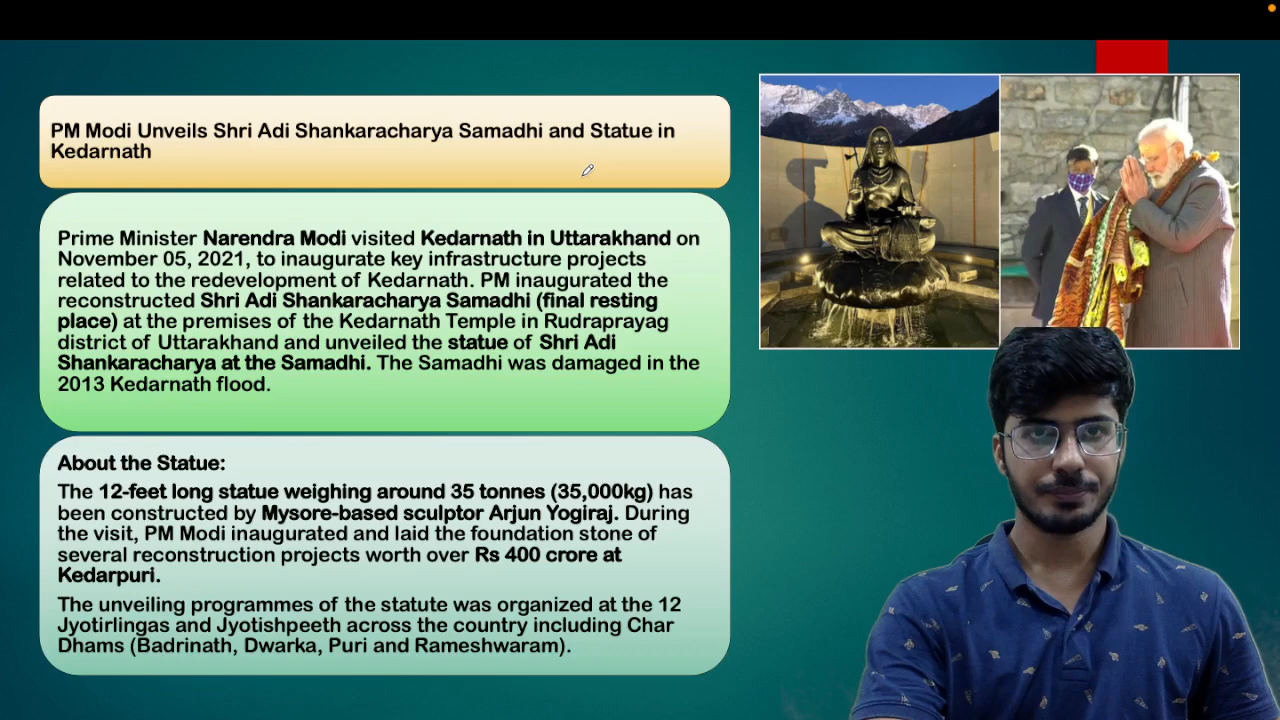 PM Modi Unveils Shri Adi Shankaracharya Samadhi and Statue in
Kedarnath
Prime Minister Narendra Modi visited Kedarnath in Uttarakhand on
November 05, 2021, to inaugurate key infrastructure projects
related to the redevelopment of Kedarnath. PM inaugurated the
reconstructed Shri Adi Shankaracharya Samadhi (final resting
place) at the premises of the Kedarnath Temple in Rudraprayag
district of Uttarakhand and unveiled the statue of Shri Adi
Shankaracharya at the Samadhi. The Samadhi was damaged in the
2013 Kedarnath flood.
About the Statue:
The 12-feet long statue weighing around 35 tonnes (35,000kg) has
been constructed by Mysore-based sculptor Arjun Yogiraj. During
the visit, PM Modi inaugurated and laid the foundation stone of
several reconstruction projects worth over Rs 400 crore at
Kedarpuri.
The unveiling programmes of the statute was organized at the 12
Jyotirlingas and Jyotishpeeth across the country including Char
Dhams (Badrinath, Dwarka, Puri and Rameshwaram).